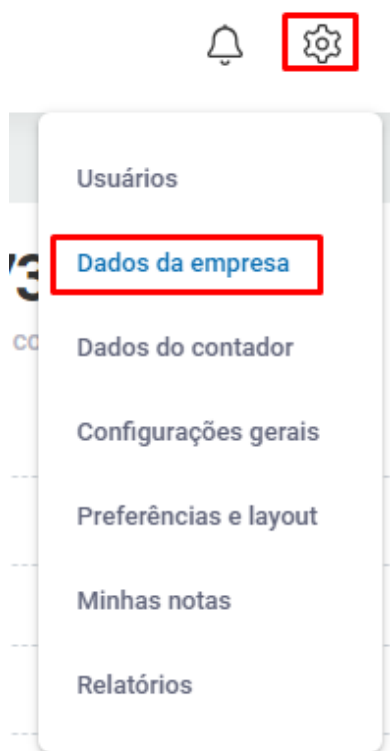 Usuários
Dados da empresa
Dados do contador
Configurações gerais
Preferências e layout
Minhas notas
Relatórios